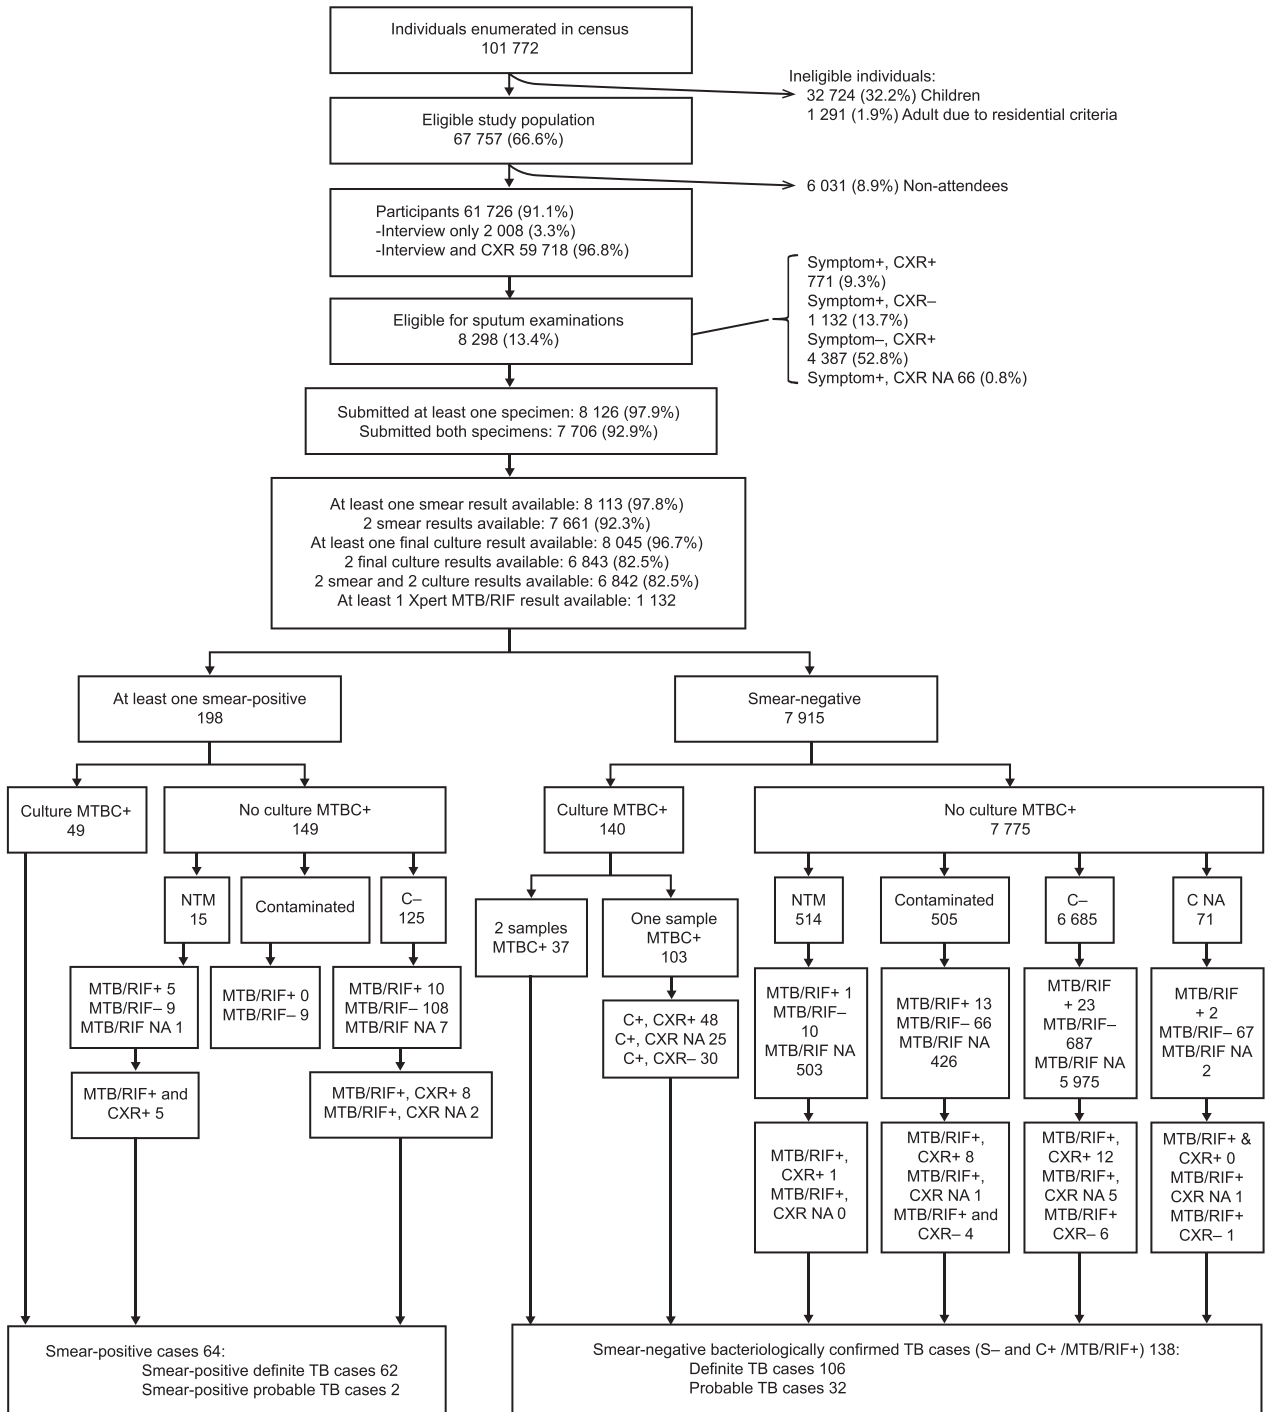 Individuals enumerated in census
101 772
Ineligible individuals:
32 724 (32.2%) Children
1 291 (1.9%) Adult due to residential criteria
Eligible study population
67 757 (66.6%)
6 031 (8.9%) Non-attendees
Participants 61 726 (91.1%)
-Interview only 2 008 (3.3%)
-Interview and CXR 59 718 (96.8%)
Symptom+, CXR+
771 (9.3%)
Symptom+, CXR–
1 132 (13.7%)
Symptom–, CXR+
4 387 (52.8%)
Symptom+, CXR NA 66 (0.8%)
Eligible for sputum examinations
8 298 (13.4%)
Submitted at least one specimen: 8 126 (97.9%)
Submitted both specimens: 7 706 (92.9%)
At least one smear result available: 8 113 (97.8%)
2 smear results available: 7 661 (92.3%)
At least one final culture result available: 8 045 (96.7%)
2 final culture results available: 6 843 (82.5%)
2 smear and 2 culture results available: 6 842 (82.5%)
At least 1 Xpert MTB/RIF result available: 1 132
At least one smear-positive
198
Smear-negative
7 915
Culture MTBC+
49
No culture MTBC+
149
Culture MTBC+
140
No culture MTBC+
7 775
NTM
15
Contaminated
C–
125
2 samples
MTBC+ 37
One sample
MTBC+
103
NTM
514
Contaminated
505
C–
6 685
C NA
71
MTB/RIF+ 5
MTB/RIF– 9
MTB/RIF NA 1
MTB/RIF+ 0
MTB/RIF– 9
MTB/RIF+ 10
MTB/RIF– 108
MTB/RIF NA 7
C+, CXR+ 48
C+, CXR NA 25
C+, CXR– 30
MTB/RIF+ 1
MTB/RIF–
10
MTB/RIF NA
503
MTB/RIF+ 13
MTB/RIF– 66
MTB/RIF NA
426
MTB/RIF
+ 23
MTB/RIF–
687
MTB/RIF NA
5 975
MTB/RIF
+ 2
MTB/RIF– 67
MTB/RIF NA
2
MTB/RIF+ and
CXR+ 5
MTB/RIF+, CXR+ 8
MTB/RIF+, CXR NA 2
MTB/RIF+,
CXR+ 1
MTB/RIF+,
CXR NA 0
MTB/RIF+,
CXR+ 8
MTB/RIF+,
CXR NA 1
MTB/RIF+ and
CXR– 4
MTB/RIF+,
CXR+ 12
MTB/RIF+,
CXR NA 5
MTB/RIF+
CXR– 6
MTB/RIF+ &
CXR+ 0
MTB/RIF+
CXR NA 1
MTB/RIF+
CXR– 1
Smear-positive cases 64:
Smear-positive definite TB cases 62
Smear-positive probable TB cases 2
Smear-negative bacteriologically confirmed TB cases (S– and C+ /MTB/RIF+) 138:
Definite TB cases 106
Probable TB cases 32